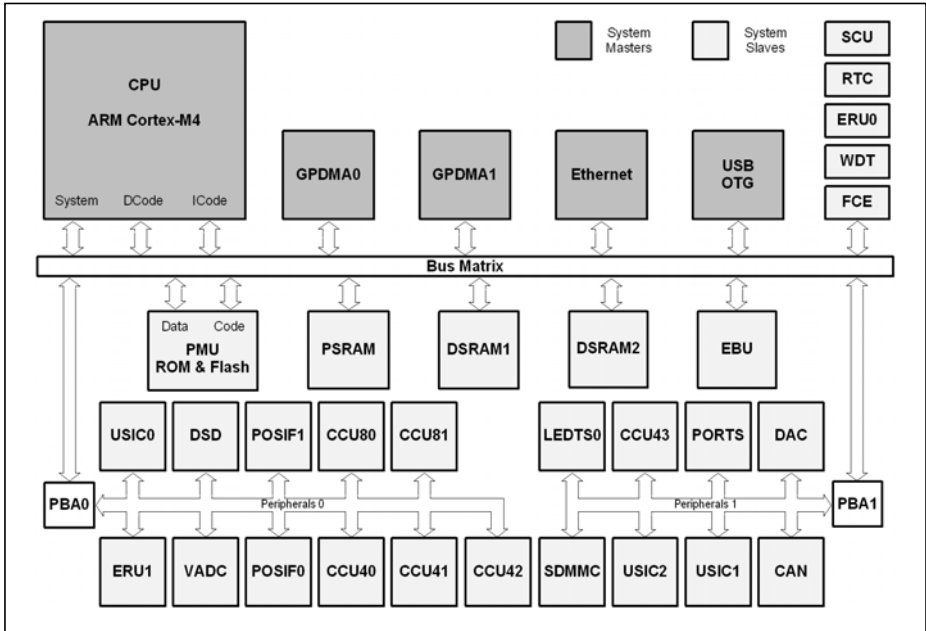 CPU
ARM Cortex-M4
System DCode ICode
GPDMA0
GPDMA1
Ethernet
USB
OTG
System
Masters
System
Slaves
SCU
RTC
ERU0
WDT
FCE
Bus Matrix
Data Code
PMU
ROM & Flash
PSRAM
DSRAM1
DSRAM2
EBU
USIC0
DSD
POSIF1
CCU80
CCU81
LEDTS0
CCU43
PORTS
DAC
PBA0
Peripherals 0
Peripherals 1
PBA1
ERU1
VADC
POSIF0
CCU40
CCU41
CCU42
SDMMC
USIC2
USIC1
CAN